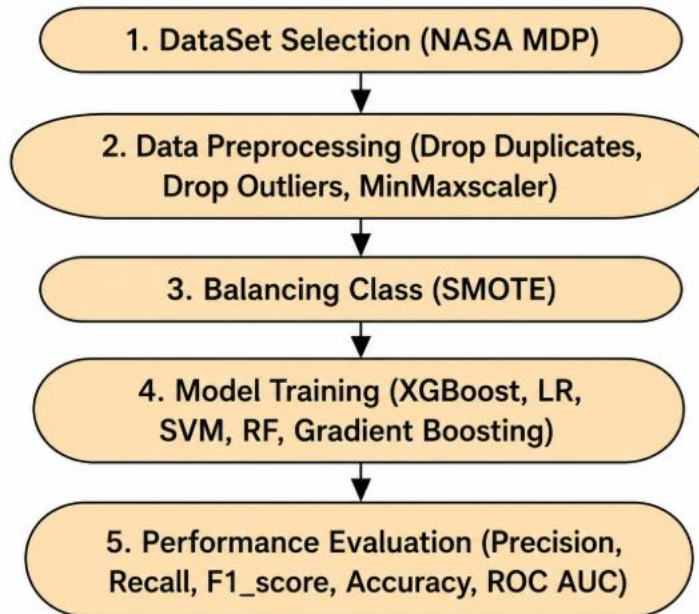 1. DataSet Selection (NASA MDP)
2. Data Preprocessing (Drop Duplicates,
Drop Outliers, MinMaxscaler)
3. Balancing Class (SMOTE)
4. Model Training (XGBoost, LR,
SVM, RF, Gradient Boosting)
5. Performance Evaluation (Precision,
Recall, F1_score, Accuracy, ROC AUC)